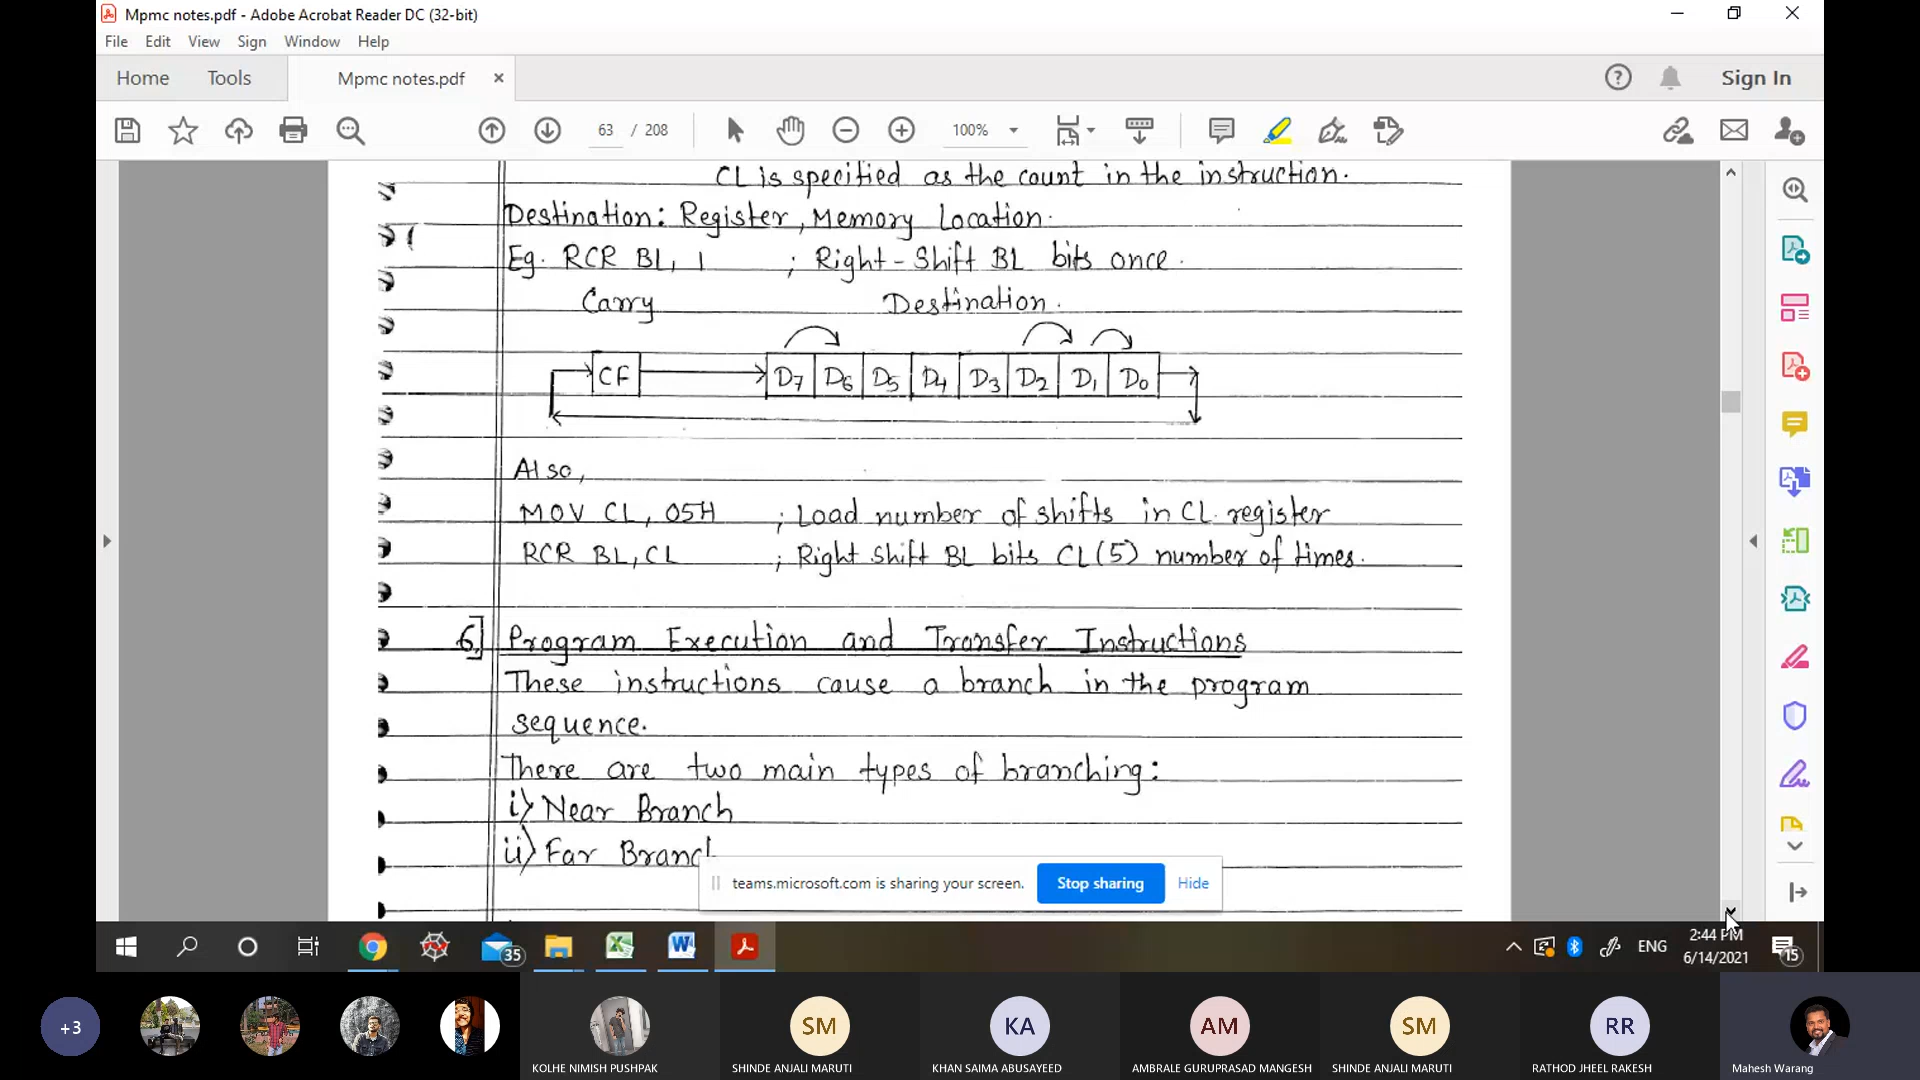 Mpmc notes.pdf - Adobe Acrobat Reader DC (32-bit)
File Edit View Sign Window Help
Home Tools Mpmc notes.pdf × Sign In
63 / 208 100%
CL is specified as the count in the instruction.
Destination: Register, Memory Location.
Eg. RCR BL, 1 ; Right-Shift BL bits once.
Carry Destination.
CF D7 D6 D5 D4 D3 D2 D1 D0
Also,
MOV CL, 05H ; Load number of shifts in CL register
RCR BL, CL ; Right Shift BL bits CL(5) number of times.
6] Program Execution and Transfer Instructions
These instructions cause a branch in the program
sequence.
There are two main types of branching:
i) Near Branch
ii) Far Branch
teams.microsoft.com is sharing your screen. Stop sharing Hide
35 ENG 2:44 PM 15
6/14/2021
+3 SM KA AM SM RR
KOLHE NIMISH PUSHPAK SHINDE ANJALI MARUTI KHAN SAIMA ABUSAYEED AMBRALE GURUPRASAD MANGESH SHINDE ANJALI MARUTI RATHOD JHEEL RAKESH Mahesh Warang